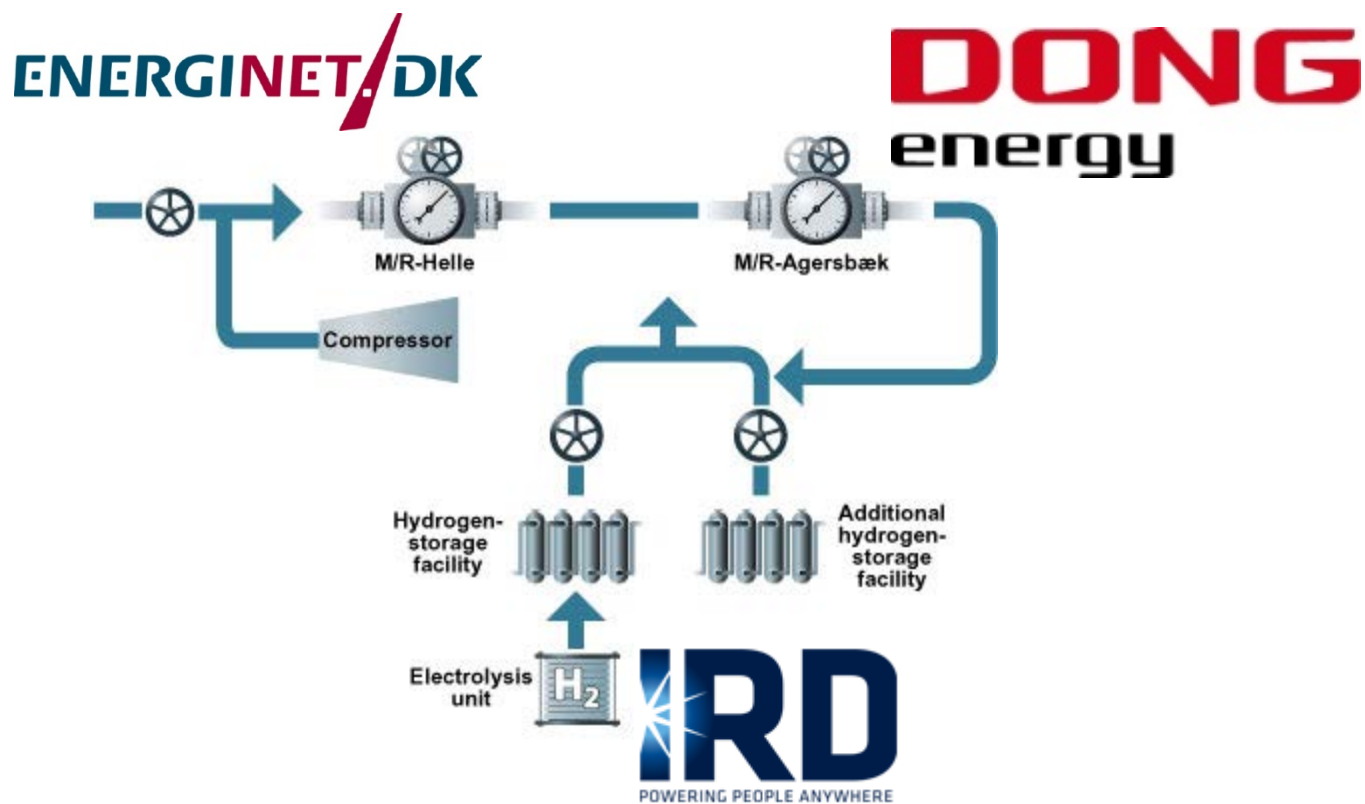 ENERGINET/DK
DONG
energy
M/R-Helle
M/R-Agersbæk
Compressor
Hydrogen-
storage
facility
Additional
hydrogen-
storage
facility
Electrolysis
unit
H2
IRD
POWERING PEOPLE ANYWHERE